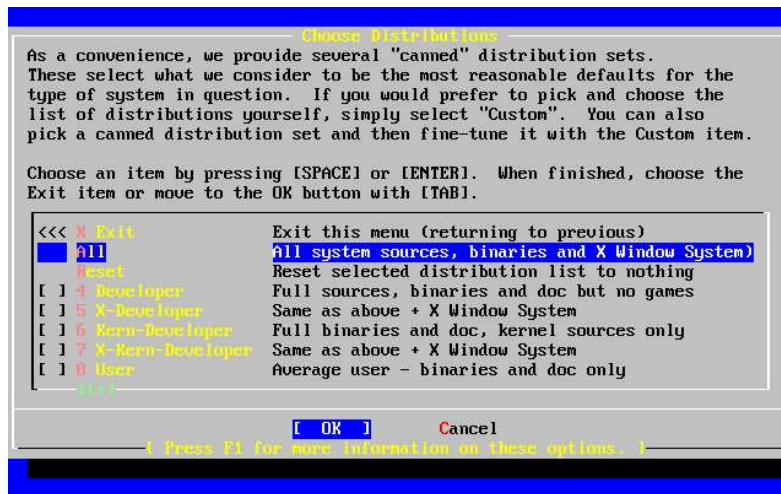 Choose Distributions
As a convenience, we provide several "canned" distribution sets.
These select what we consider to be the most reasonable defaults for the
type of system in question.  If you would prefer to pick and choose the
list of distributions yourself, simply select "Custom".  You can also
pick a canned distribution set and then fine-tune it with the Custom item.
Choose an item by pressing [SPACE] or [ENTER].  When finished, choose the
Exit item or move to the OK button with [TAB].
<<< X Exit Exit this menu (returning to previous)
All All system sources, binaries and X Window System)
Reset Reset selected distribution list to nothing
[ ] 4 Developer Full sources, binaries and doc but no games
[ ] 5 X-Developer Same as above + X Window System
[ ] 6 Kern-Developer Full binaries and doc, kernel sources only
[ ] 7 X-Kern-Developer Same as above + X Window System
[ ] 8 User Average user - binaries and doc only
(+)
[ OK ] Cancel
[ Press F1 for more information on these options. ]